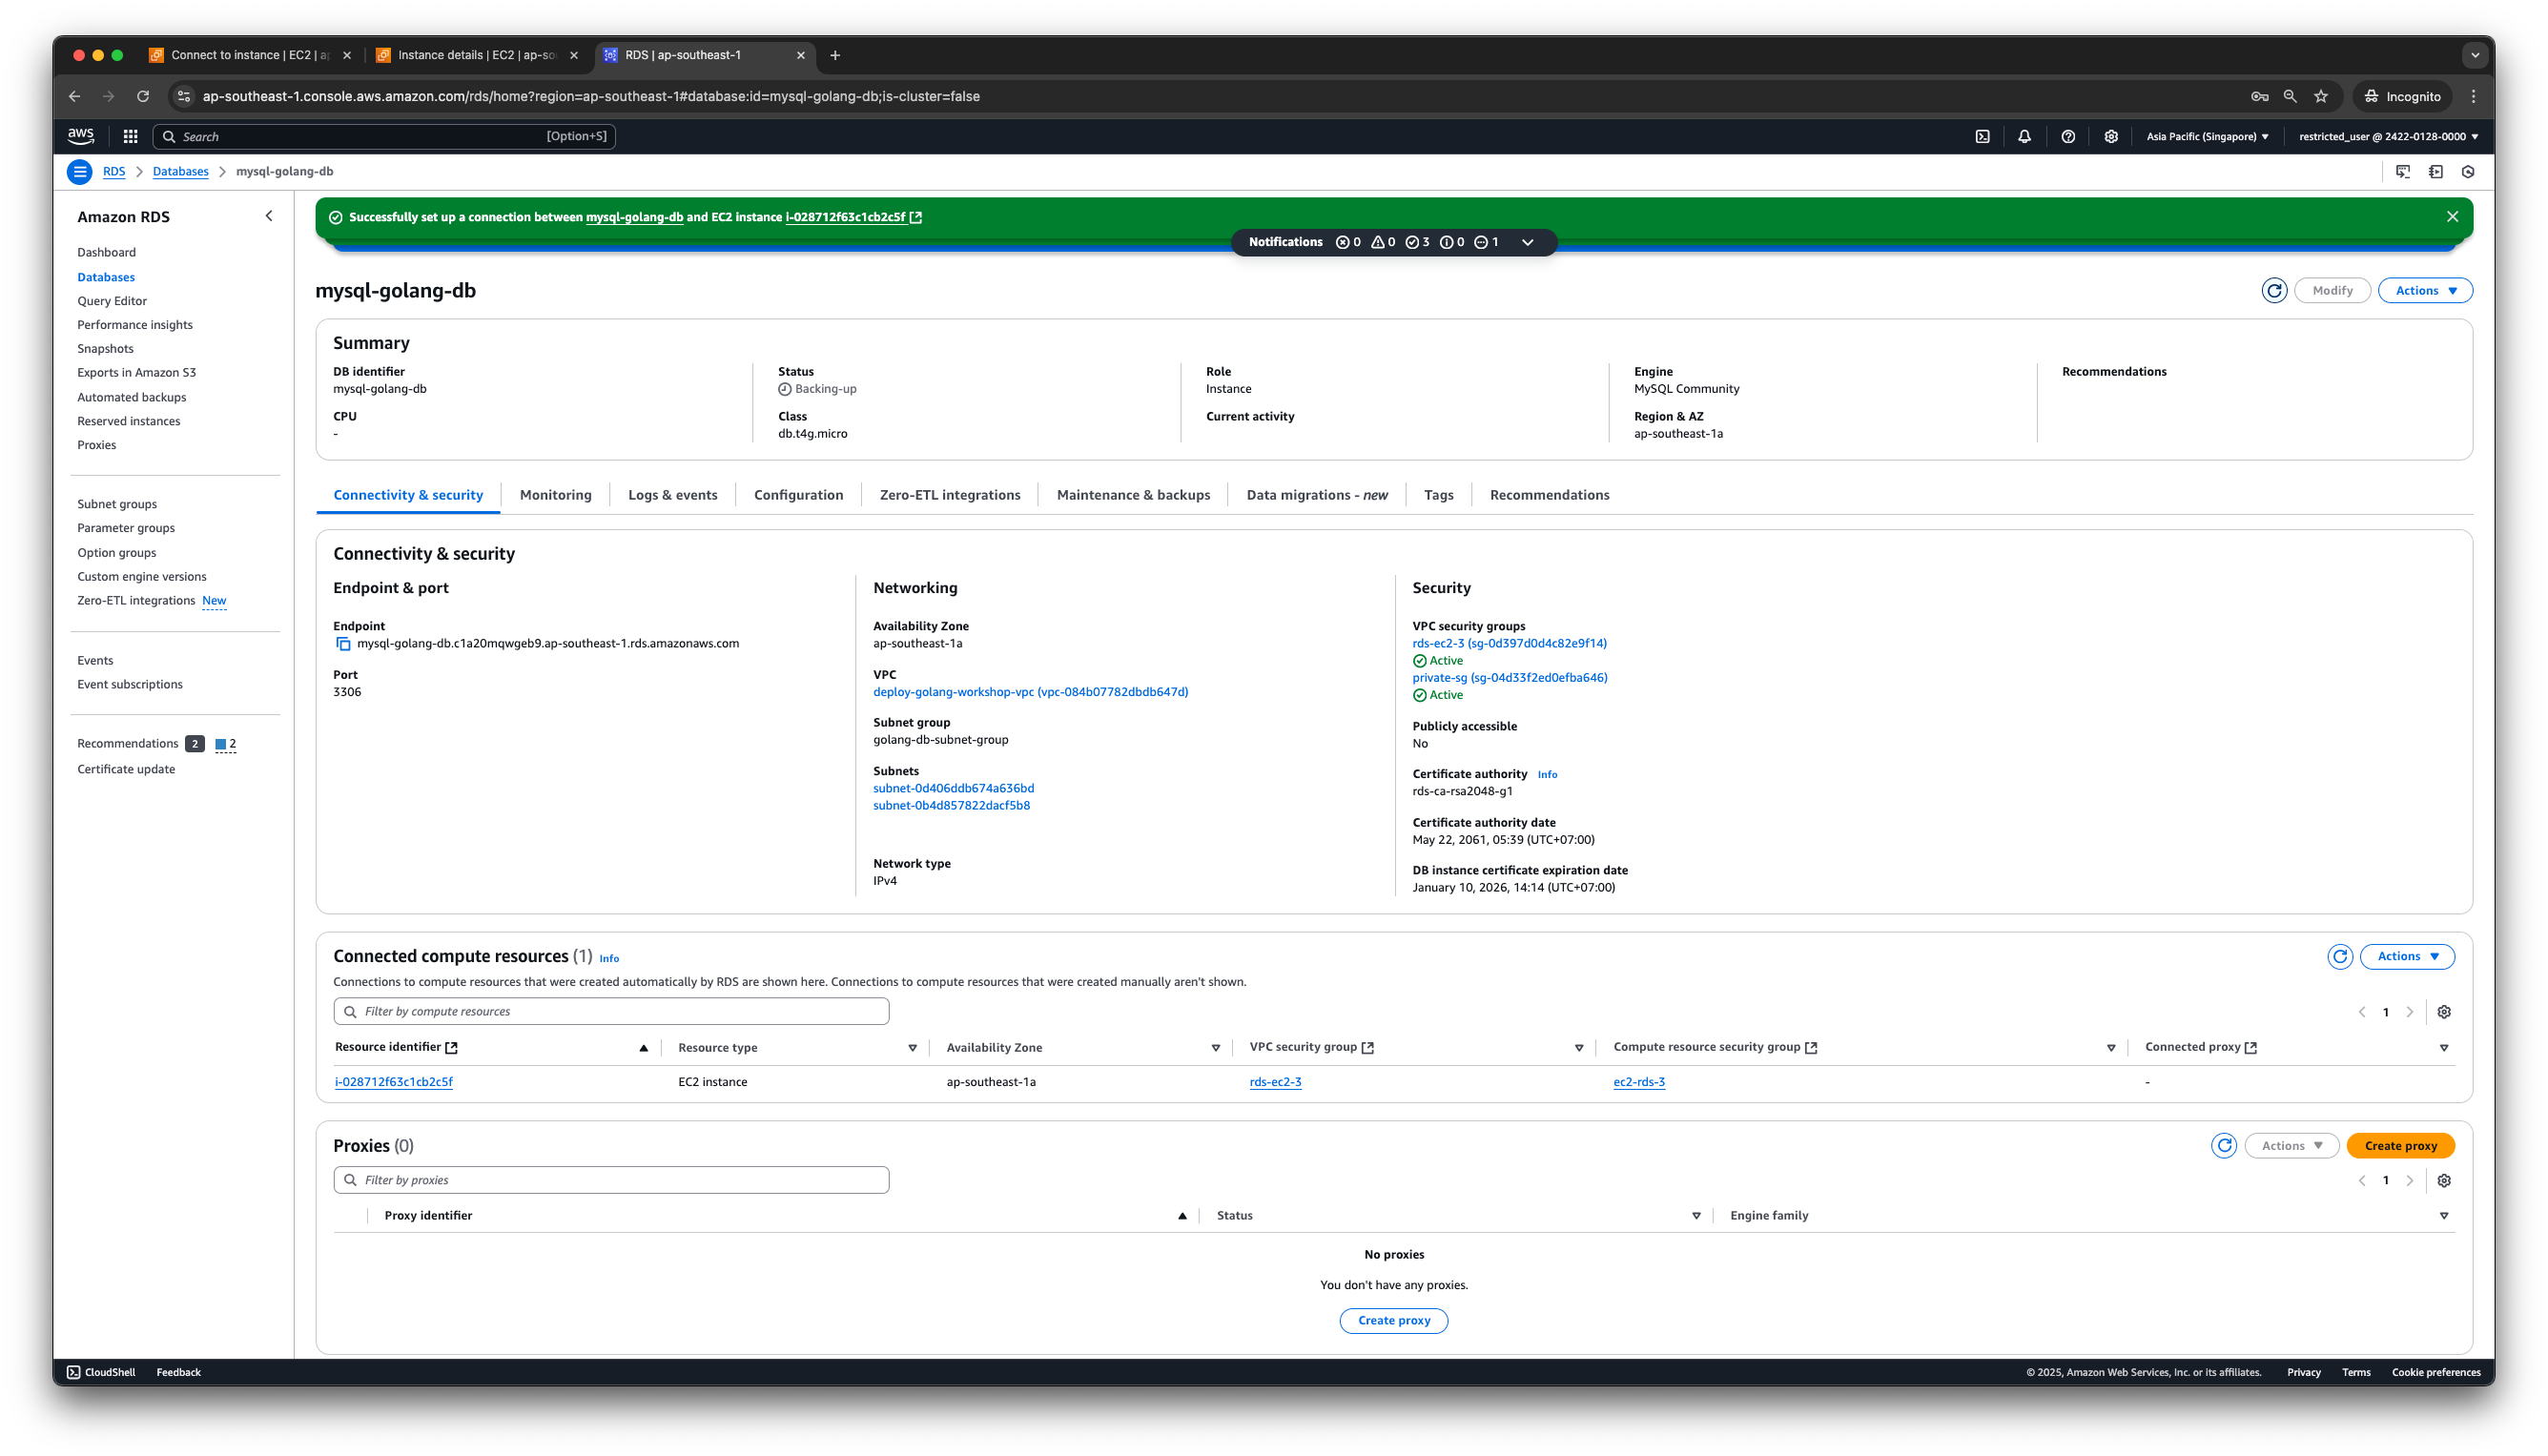 Connect to instance | EC2 | ap
Instance details | EC2 | ap-sou
RDS | ap-southeast-1
ap-southeast-1.console.aws.amazon.com/rds/home?region=ap-southeast-1#database:id=mysql-golang-db;is-cluster=false
Incognito
aws
Search
[Option+S]
Asia Pacific (Singapore)
restricted_user @ 2422-0128-0000
RDS
Databases
mysql-golang-db
Amazon RDS
Dashboard
Databases
Query Editor
Performance insights
Snapshots
Exports in Amazon S3
Automated backups
Reserved instances
Proxies
Subnet groups
Parameter groups
Option groups
Custom engine versions
Zero-ETL integrations New
Events
Event subscriptions
Recommendations 2 2
Certificate update
Successfully set up a connection between mysql-golang-db and EC2 instance i-028712f63c1cb2c5f
Notifications 0 0 3 0 1
mysql-golang-db
Modify
Actions
Summary
DB identifier
mysql-golang-db
CPU
-
Status
Backing-up
Class
db.t4g.micro
Role
Instance
Current activity
Engine
MySQL Community
Region & AZ
ap-southeast-1a
Recommendations
Connectivity & security
Monitoring
Logs & events
Configuration
Zero-ETL integrations
Maintenance & backups
Data migrations - new
Tags
Recommendations
Connectivity & security
Endpoint & port
Endpoint
mysql-golang-db.c1a20mqwgeb9.ap-southeast-1.rds.amazonaws.com
Port
3306
Networking
Availability Zone
ap-southeast-1a
VPC
deploy-golang-workshop-vpc (vpc-084b07782dbdb647d)
Subnet group
golang-db-subnet-group
Subnets
subnet-0d406ddb674a636bd
subnet-0b4d857822dacf5b8
Network type
IPv4
Security
VPC security groups
rds-ec2-3 (sg-0d397d0d4c82e9f14)
Active
private-sg (sg-04d33f2ed0efba646)
Active
Publicly accessible
No
Certificate authority Info
rds-ca-rsa2048-g1
Certificate authority date
May 22, 2061, 05:39 (UTC+07:00)
DB instance certificate expiration date
January 10, 2026, 14:14 (UTC+07:00)
Connected compute resources (1) Info
Actions
Connections to compute resources that were created automatically by RDS are shown here. Connections to compute resources that were created manually aren't shown.
Filter by compute resources
1
Resource identifier
Resource type
Availability Zone
VPC security group
Compute resource security group
Connected proxy
i-028712f63c1cb2c5f
EC2 instance
ap-southeast-1a
rds-ec2-3
ec2-rds-3
-
Proxies (0)
Actions
Create proxy
Filter by proxies
1
Proxy identifier
Status
Engine family
No proxies
You don't have any proxies.
Create proxy
CloudShell
Feedback
© 2025, Amazon Web Services, Inc. or its affiliates.
Privacy
Terms
Cookie preferences